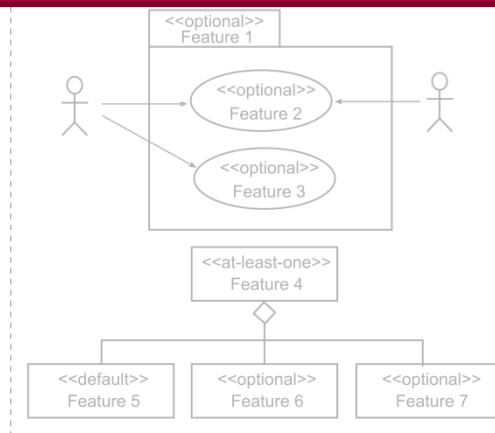 <<optional>>
Feature 1
<<optional>>
Feature 2
<<optional>>
Feature 3
<<at-least-one>>
Feature 4
<<default>>
Feature 5
<<optional>>
Feature 6
<<optional>>
Feature 7